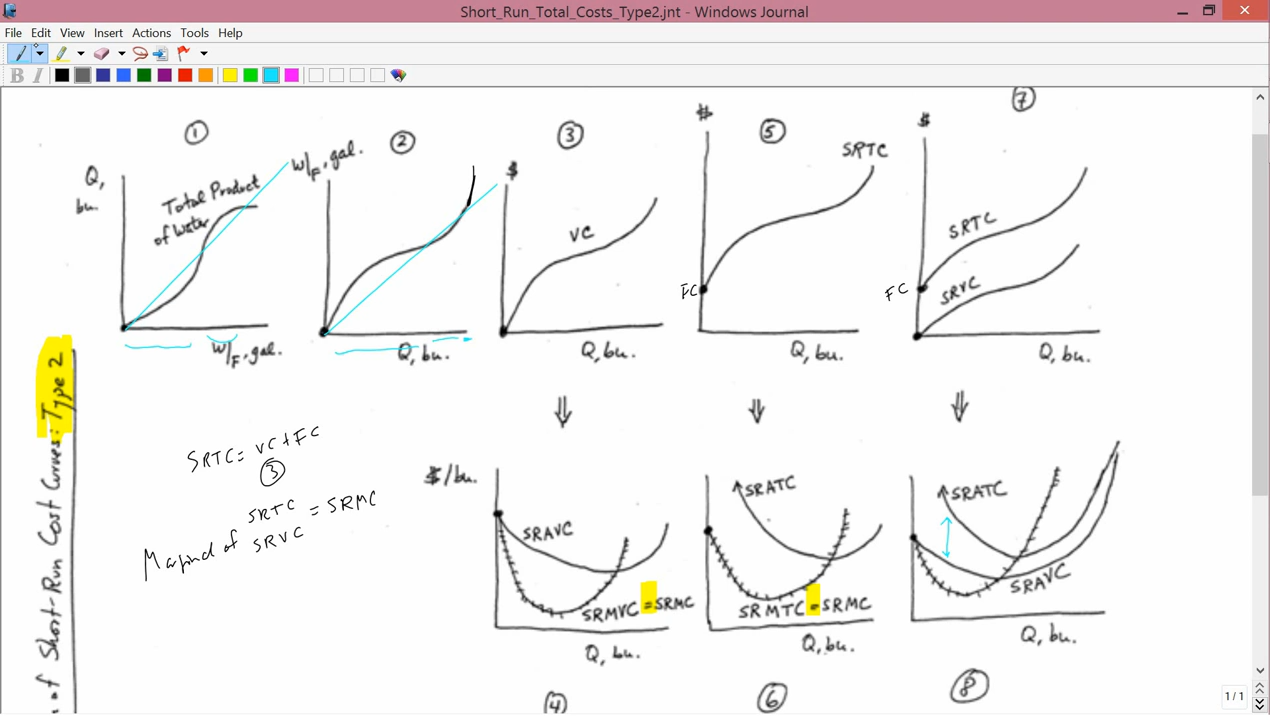 Short_Run_Total_Costs_Type2.jnt - Windows Journal
File Edit View Insert Actions Tools Help
B I
①
Q,
bu.
Total Product
of Water
W/F, gal.
②
W/F, gal.
Q, bu.
③
$
VC
Q, bu.
⑤
$
SRTC
FC
Q, bu.
⑦
$
SRTC
SRVC
FC
Q, bu.
of Short-Run Cost Curves: Type 2
SRTC = VC + FC
③
SRTC
Marginal of = SRMC
SRVC
⇓
$/bu.
SRAVC
SRMVC = SRMC
Q, bu.
④
⇓
SRATC
SRMTC = SRMC
Q, bu.
⑥
⇓
SRATC
SRAVC
Q, bu.
⑧
1 / 1